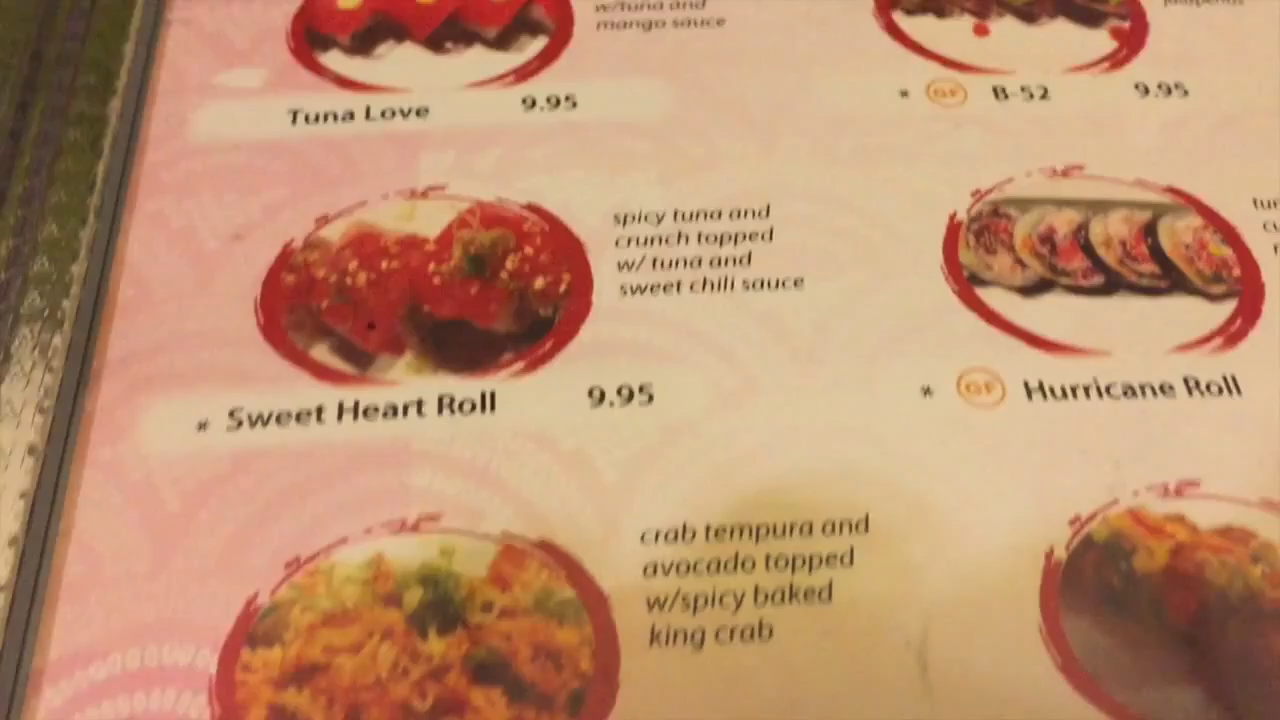 w/tuna and
mango sauce
jalapenos
Tuna Love 9.95
* GF B-52 9.95
spicy tuna and
crunch topped
w/ tuna and
sweet chili sauce
* Sweet Heart Roll 9.95
* GF Hurricane Roll
crab tempura and
avocado topped
w/spicy baked
king crab